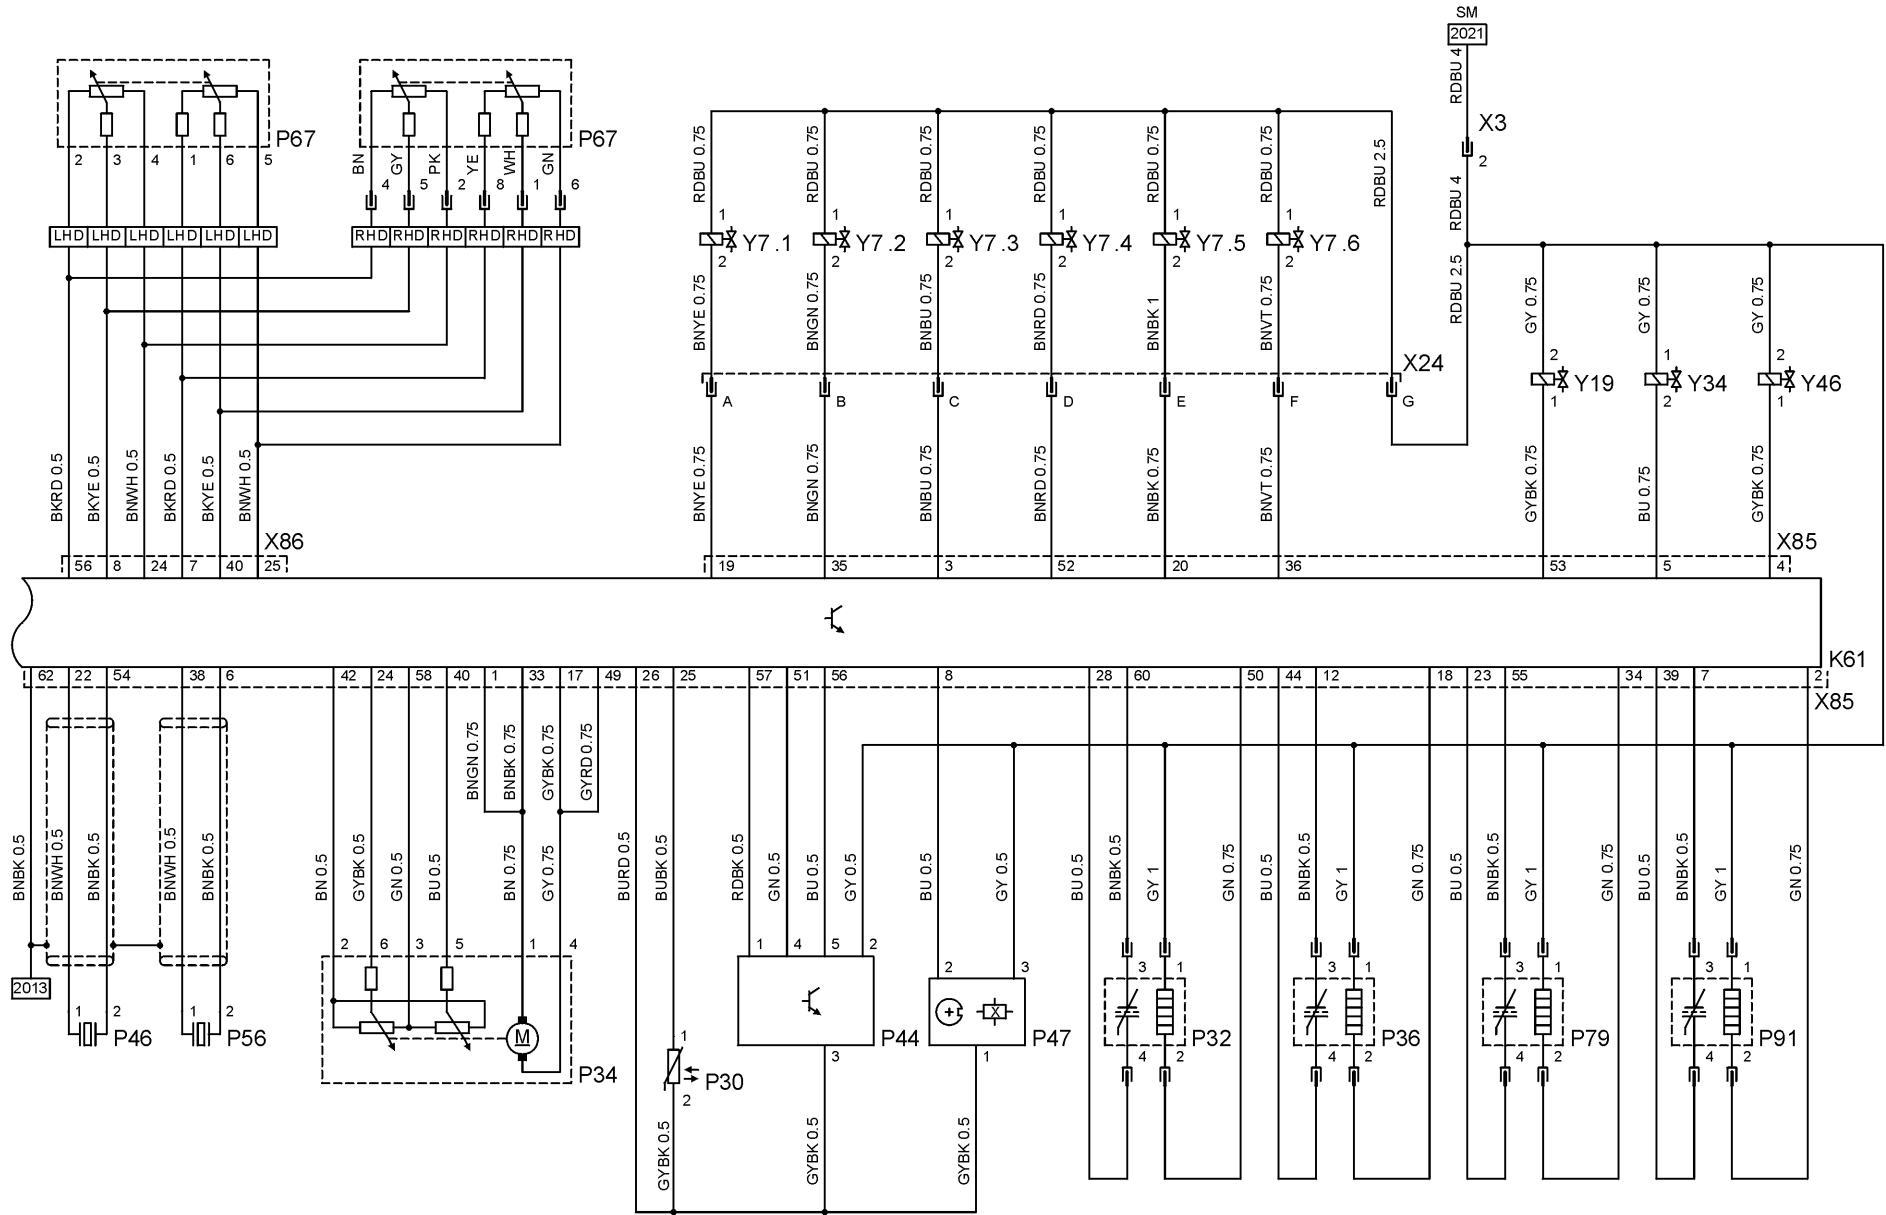 SM
2021
RDBU 4
X3
2
RDBU 4
RDBU 2.5
P67
2 3 4 1 6 5
P67
BN GY PK YE WH GN
4 5 2 8 1 6
LHD LHD LHD LHD LHD LHD
RHD RHD RHD RHD RHD RHD
RDBU 0.75 RDBU 0.75 RDBU 0.75 RDBU 0.75 RDBU 0.75 RDBU 0.75 RDBU 2.5
1 1 1 1 1 1
Y7.1 Y7.2 Y7.3 Y7.4 Y7.5 Y7.6
2 2 2 2 2 2
BNYE 0.75 BNGN 0.75 BNBU 0.75 BNRD 0.75 BNBK 1 BNVT 0.75
GY 0.75 GY 0.75 GY 0.75
X24
A B C D E F G
2 1 2
Y19 Y34 Y46
1 2 1
BKRD 0.5 BKYE 0.5 BNWH 0.5 BKRD 0.5 BKYE 0.5 BNWH 0.5
BNYE 0.75 BNGN 0.75 BNBU 0.75 BNRD 0.75 BNBK 0.75 BNVT 0.75
GYBK 0.75 BU 0.75 GYBK 0.75
X86
X85
56 8 24 7 40 25
19 35 3 52 20 36 53 5 4
K61
62 22 54 38 6 42 24 58 40 1 33 17 49 26 25 57 51 56 8 28 60 50 44 12 18 23 55 34 39 7 2
X85
BNGN 0.75 BNBK 0.75 GYBK 0.75 GYRD 0.75
BNBK 0.5 BNWH 0.5 BNBK 0.5 BNWH 0.5 BNBK 0.5
BN 0.5 GYBK 0.5 GN 0.5 BU 0.5 BN 0.75 GY 0.75
BURD 0.5 BUBK 0.5
RDBK 0.5 GN 0.5 BU 0.5 GY 0.5
BU 0.5 GY 0.5
BU 0.5 BNBK 0.5 GY 1 GN 0.75
BU 0.5 BNBK 0.5 GY 1 GN 0.75
BU 0.5 BNBK 0.5 GY 1 GN 0.75
BU 0.5 BNBK 0.5 GY 1 GN 0.75
2 6 3 5 1 4
1 4 5 2
2 3
3 1 3 1 3 1 3 1
2013
1 2
P46
1 2
P56
M
P34
1
P30
2
P44
3
X
P47
1
P32 P36 P79 P91
4 2 4 2 4 2 4 2
GYBK 0.5 GYBK 0.5 GYBK 0.5